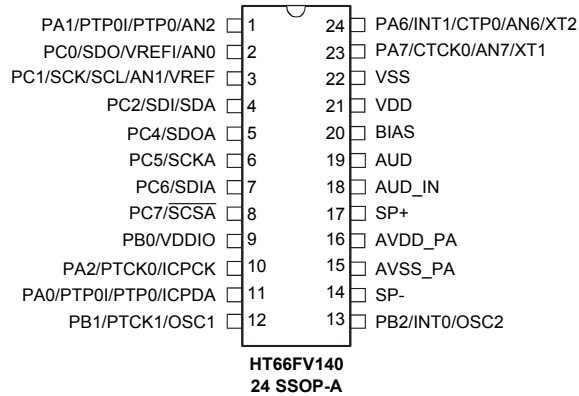 PA1/PTP0I/PTP0/AN2 1 24 PA6/INT1/CTP0/AN6/XT2
PC0/SDO/VREFI/AN0 2 23 PA7/CTCK0/AN7/XT1
PC1/SCK/SCL/AN1/VREF 3 22 VSS
PC2/SDI/SDA 4 21 VDD
PC4/SDOA 5 20 BIAS
PC5/SCKA 6 19 AUD
PC6/SDIA 7 18 AUD_IN
PC7/SCSA 8 17 SP+
PB0/VDDIO 9 16 AVDD_PA
PA2/PTCK0/ICPCK 10 15 AVSS_PA
PA0/PTP0I/PTP0/ICPDA 11 14 SP-
PB1/PTCK1/OSC1 12 13 PB2/INT0/OSC2
HT66FV140
24 SSOP-A